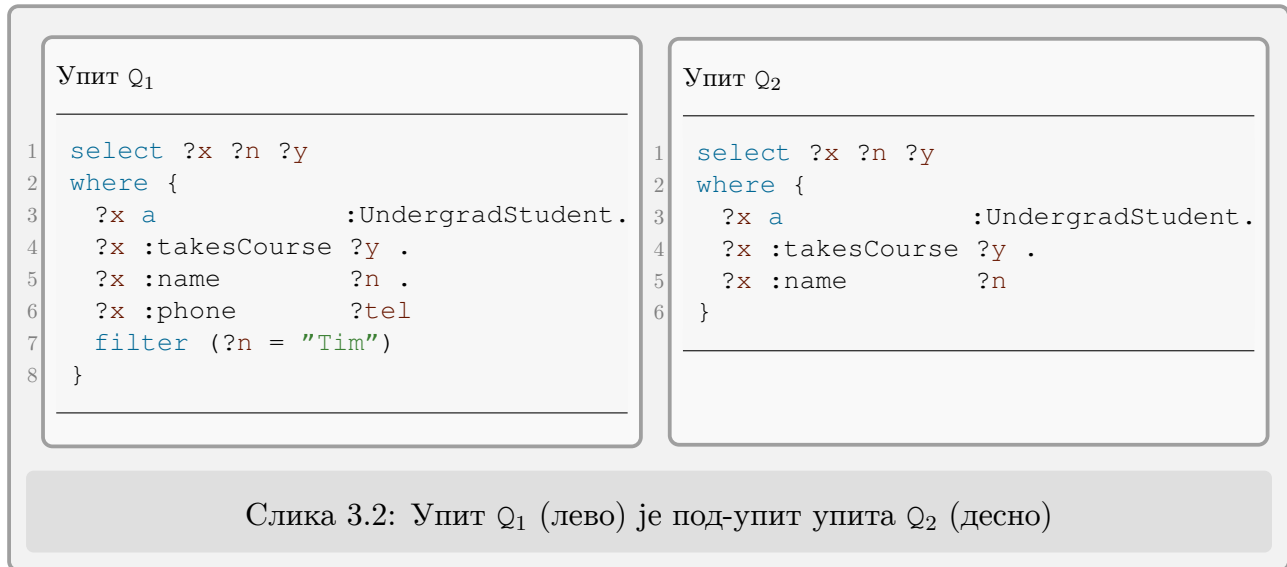 Упит Q₁
1 select ?x ?n ?y
2 where {
3 ?x a :UndergradStudent.
4 ?x :takesCourse ?y .
5 ?x :name ?n .
6 ?x :phone ?tel
7 filter (?n = "Tim")
8 }
Упит Q₂
1 select ?x ?n ?y
2 where {
3 ?x a :UndergradStudent.
4 ?x :takesCourse ?y .
5 ?x :name ?n
6 }
Слика 3.2: Упит Q₁ (лево) је под-упит упита Q₂ (десно)